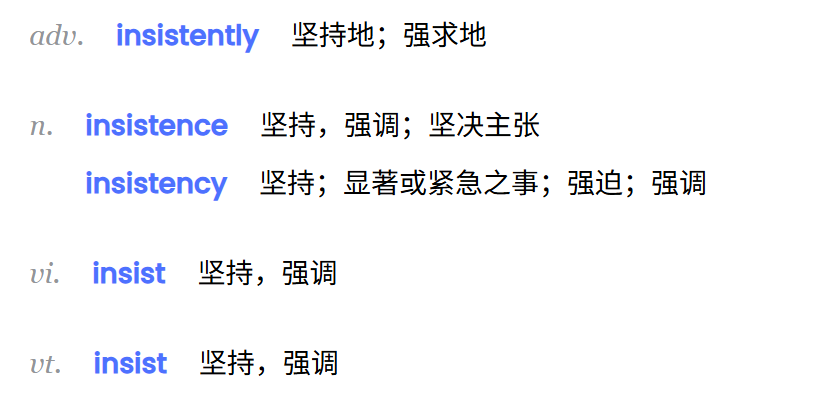 adv. insistently 坚持地；强求地
n. insistence 坚持，强调；坚决主张
insistency 坚持；显著或紧急之事；强迫；强调
vi. insist 坚持，强调
vt. insist 坚持，强调